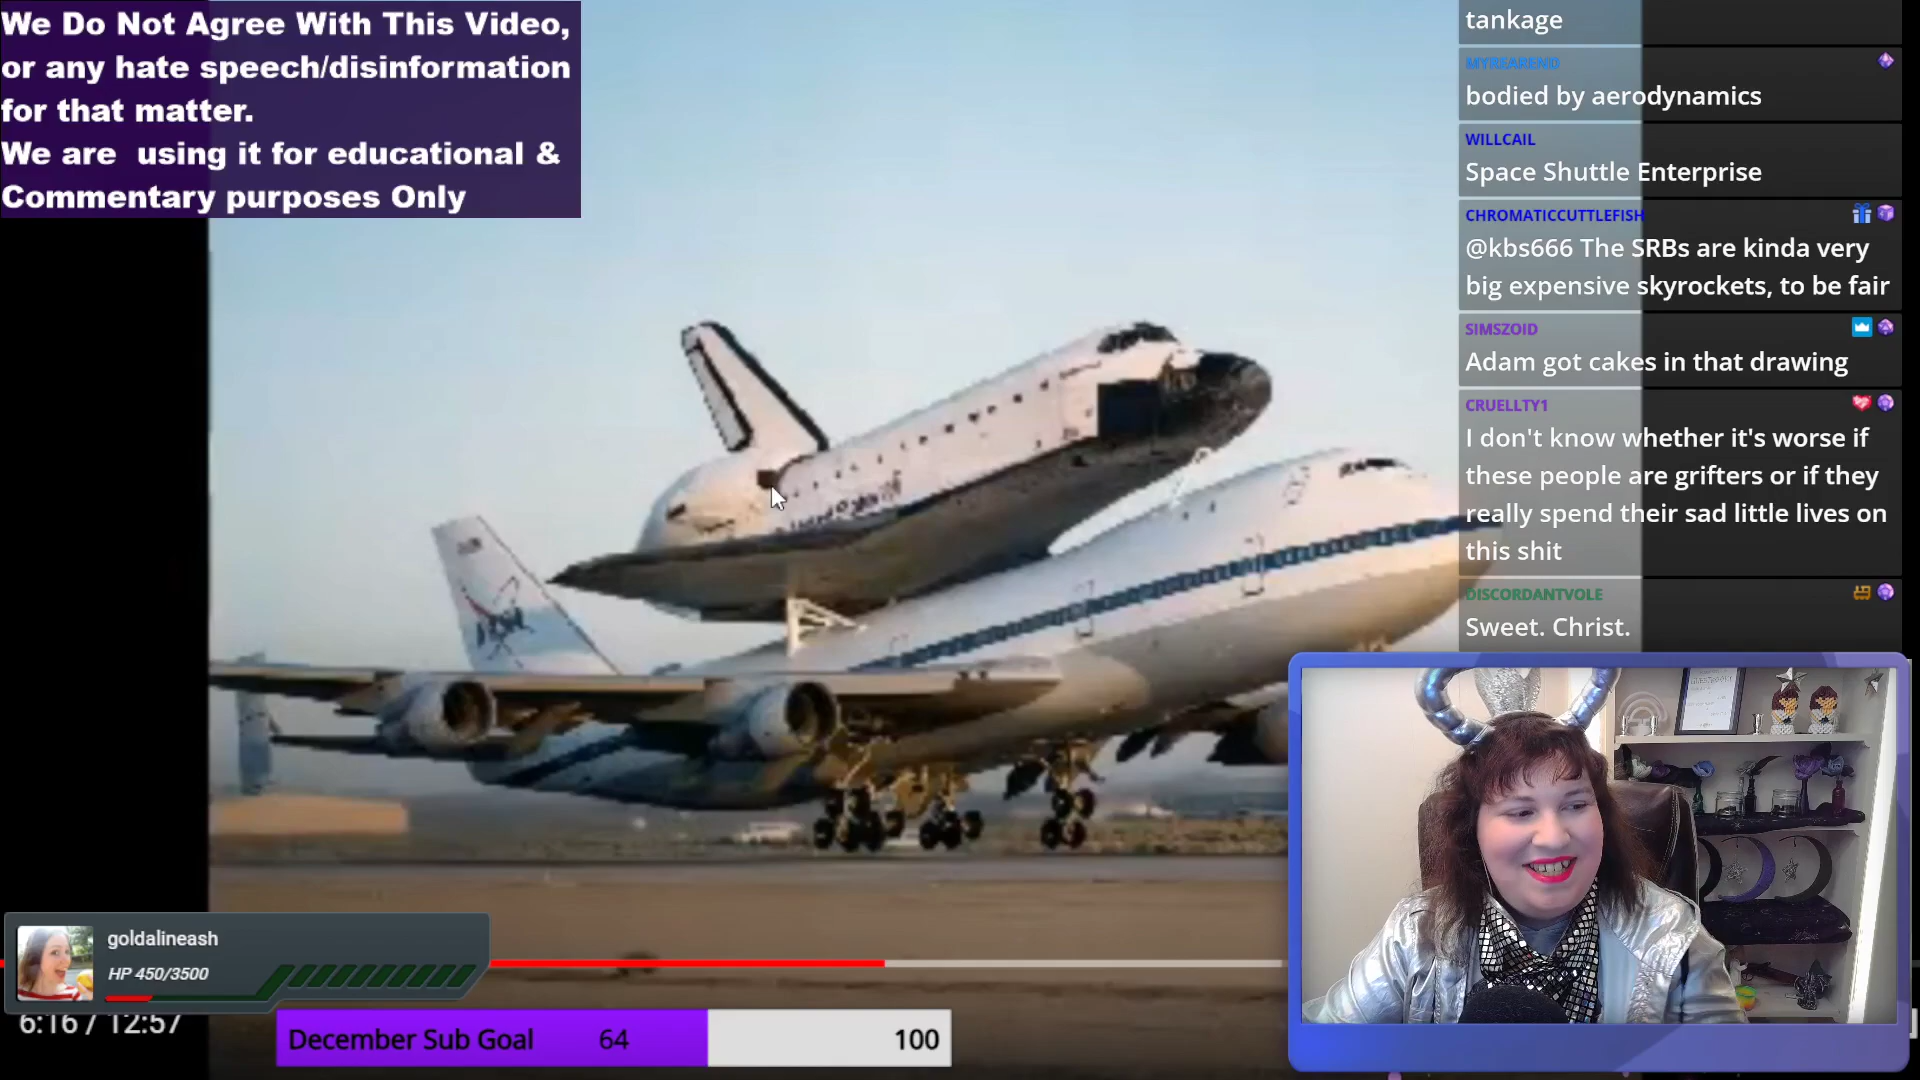 We Do Not Agree With This Video,
or any hate speech/disinformation
for that matter.
We are using it for educational &
Commentary purposes Only
tankage
MYREAREND
bodied by aerodynamics
WILLCAIL
Space Shuttle Enterprise
CHROMATICCUTTLEFISH
@kbs666 The SRBs are kinda very
big expensive skyrockets, to be fair
SIMSZOID
Adam got cakes in that drawing
CRUELLTY1
I don't know whether it's worse if
these people are grifters or if they
really spend their sad little lives on
this shit
DISCORDANTVOLE
Sweet. Christ.
goldalineash
HP 450/3500
6:16 / 12:57
December Sub Goal 64 100